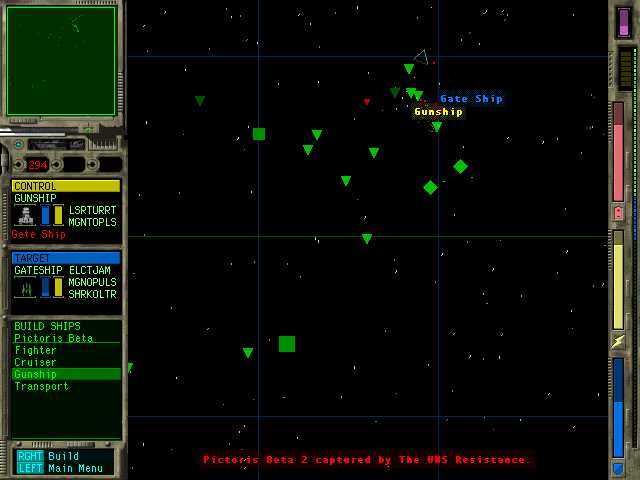 294
CONTROL
GUNSHIP
LSRTURRT
MGNTOPLS
Gate Ship
TARGET
GATESHIP ELCTJAM
MGNOPULS
SHRKOLTR
BUILD SHIPS
Pictoris Beta
Fighter
Cruiser
Gunship
Transport
RGHT Build
LEFT Main Menu
Gate Ship
Gunship
Pictoris Beta 2 captured by The UNS Resistance.